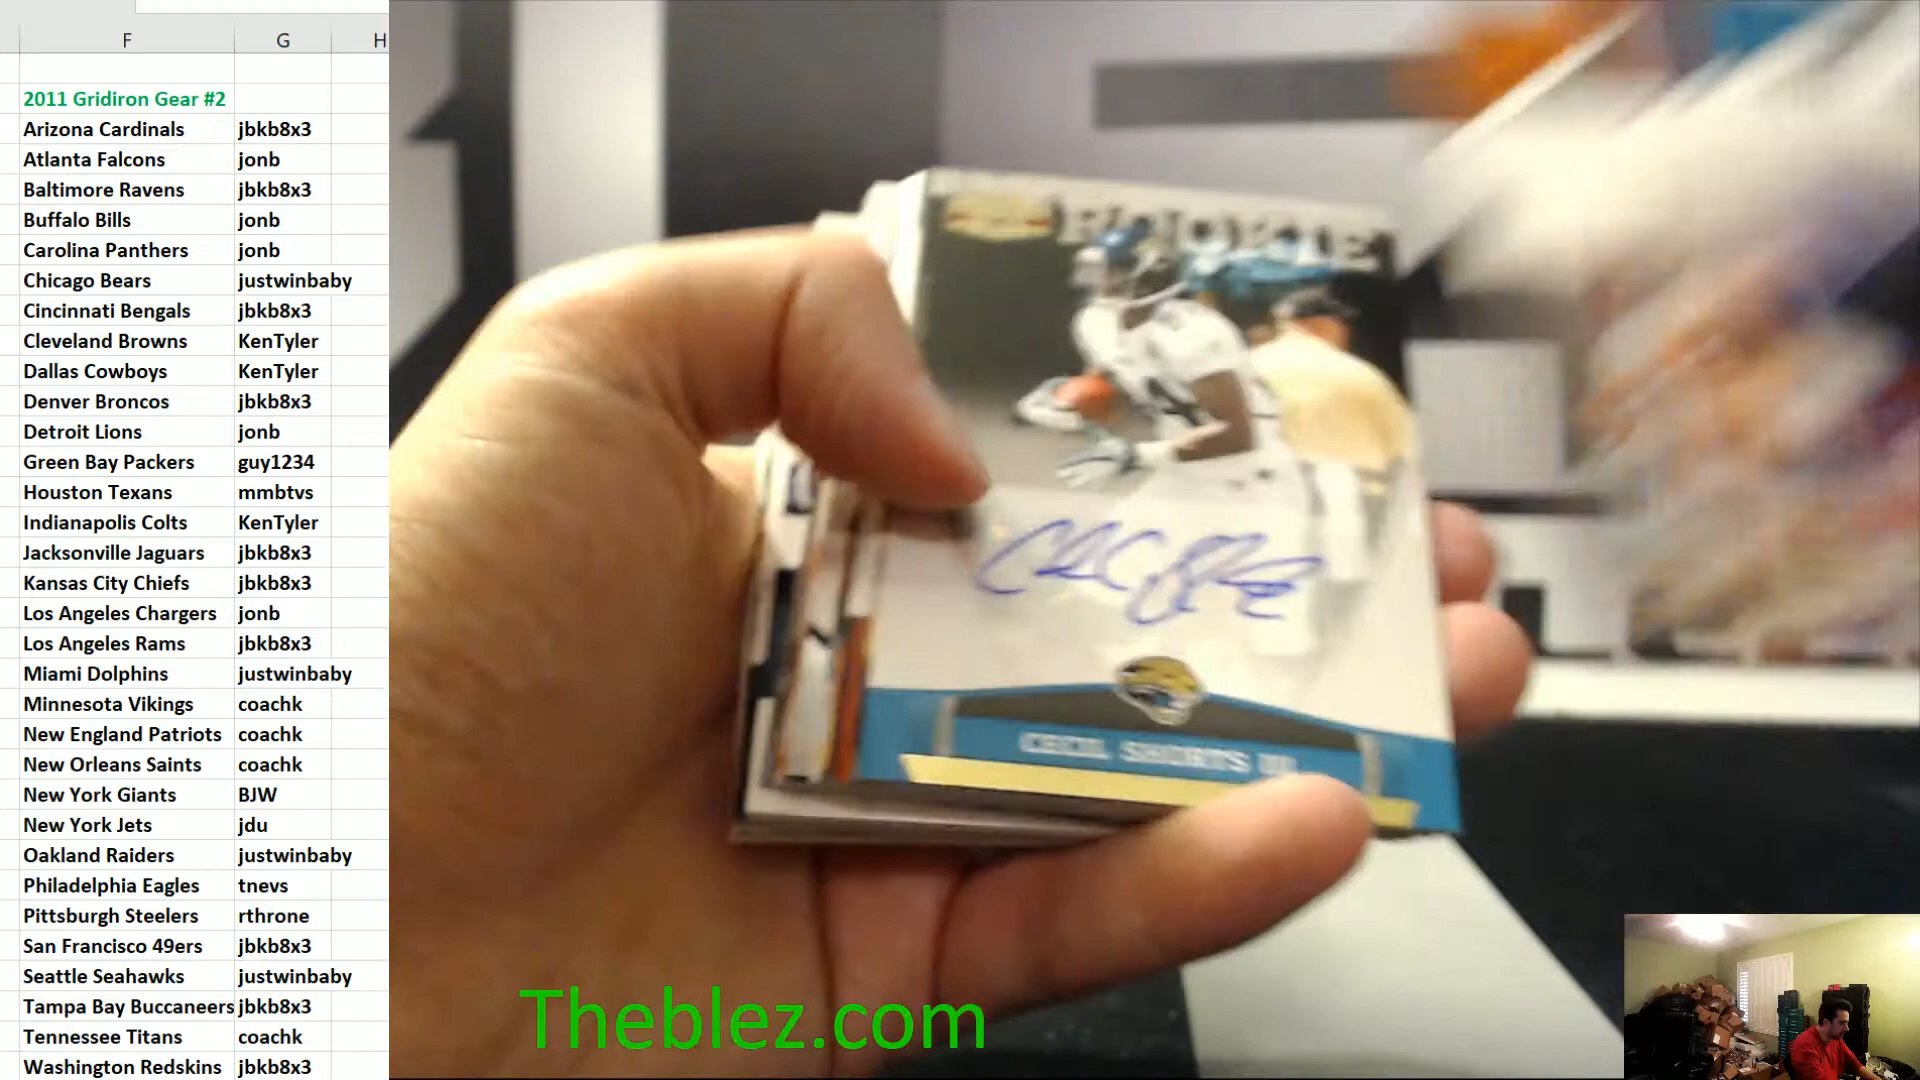 F G H
2011 Gridiron Gear #2
Arizona Cardinals jbkb8x3
Atlanta Falcons jonb
Baltimore Ravens jbkb8x3
Buffalo Bills jonb
Carolina Panthers jonb
Chicago Bears justwinbaby
Cincinnati Bengals jbkb8x3
Cleveland Browns KenTyler
Dallas Cowboys KenTyler
Denver Broncos jbkb8x3
Detroit Lions jonb
Green Bay Packers guy1234
Houston Texans mmbtvs
Indianapolis Colts KenTyler
Jacksonville Jaguars jbkb8x3
Kansas City Chiefs jbkb8x3
Los Angeles Chargers jonb
Los Angeles Rams jbkb8x3
Miami Dolphins justwinbaby
Minnesota Vikings coachk
New England Patriots coachk
New Orleans Saints coachk
New York Giants BJW
New York Jets jdu
Oakland Raiders justwinbaby
Philadelphia Eagles tnevs
Pittsburgh Steelers rthrone
San Francisco 49ers jbkb8x3
Seattle Seahawks justwinbaby
Tampa Bay Buccaneers jbkb8x3
Tennessee Titans coachk
Washington Redskins jbkb8x3
ROOKIE
CECIL SHORTS III
Theblez.com